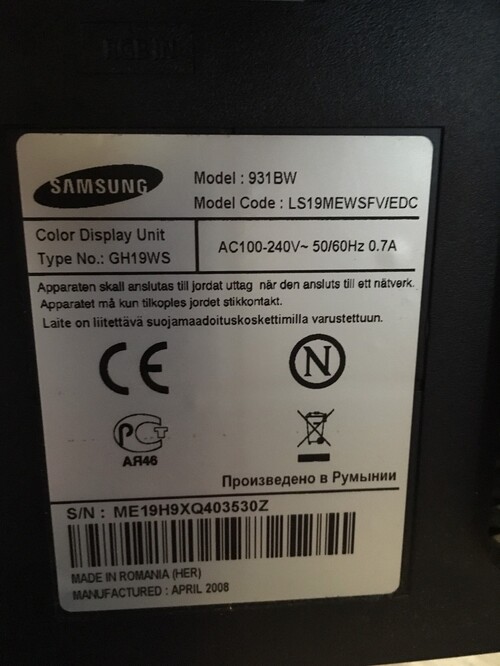 SAMSUNG
Model : 931BW
Model Code : LS19MEWSFV/EDC
Color Display Unit
Type No.: GH19WS
AC100-240V~ 50/60Hz 0.7A
Apparaten skall anslutas till jordat uttag när den ansluts till ett nätverk.
Apparatet må kun tilkoples jordet stikkontakt.
Laite on liitettävä suojamaadoituskoskettimilla varustettuun.
CE
N
РСТ
АЯ46
Произведено в Румынии
S/N : ME19H9XQ403530Z
MADE IN ROMANIA (HER)
MANUFACTURED : APRIL 2008